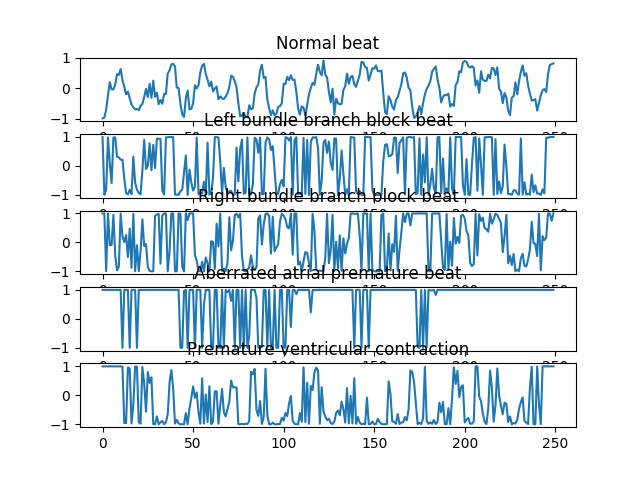 Normal beat
1
0
−1
Left bundle branch block beat
1
0
−1
Right bundle branch block beat
1
0
−1
Aberrated atrial premature beat
1
0
−1
Premature ventricular contraction
1
0
−1
0 50 100 150 200 250